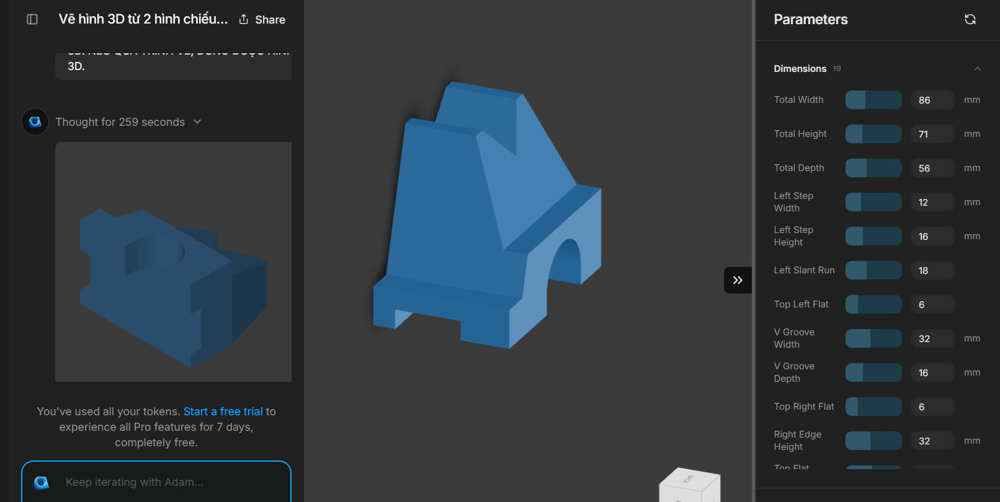 Vẽ hình 3D từ 2 hình chiếu...
Share
3D.
Thought for 259 seconds
You've used all your tokens. Start a free trial to
experience all Pro features for 7 days,
completely free.
Keep iterating with Adam...
BACK
Parameters
Dimensions 19
Total Width 86 mm
Total Height 71 mm
Total Depth 56 mm
Left Step
Width 12 mm
Left Step
Height 16 mm
Left Slant Run 18
Top Left Flat 6
V Groove
Width 32 mm
V Groove
Depth 16 mm
Top Right Flat 6
Right Edge
Height 32 mm
Top Flat